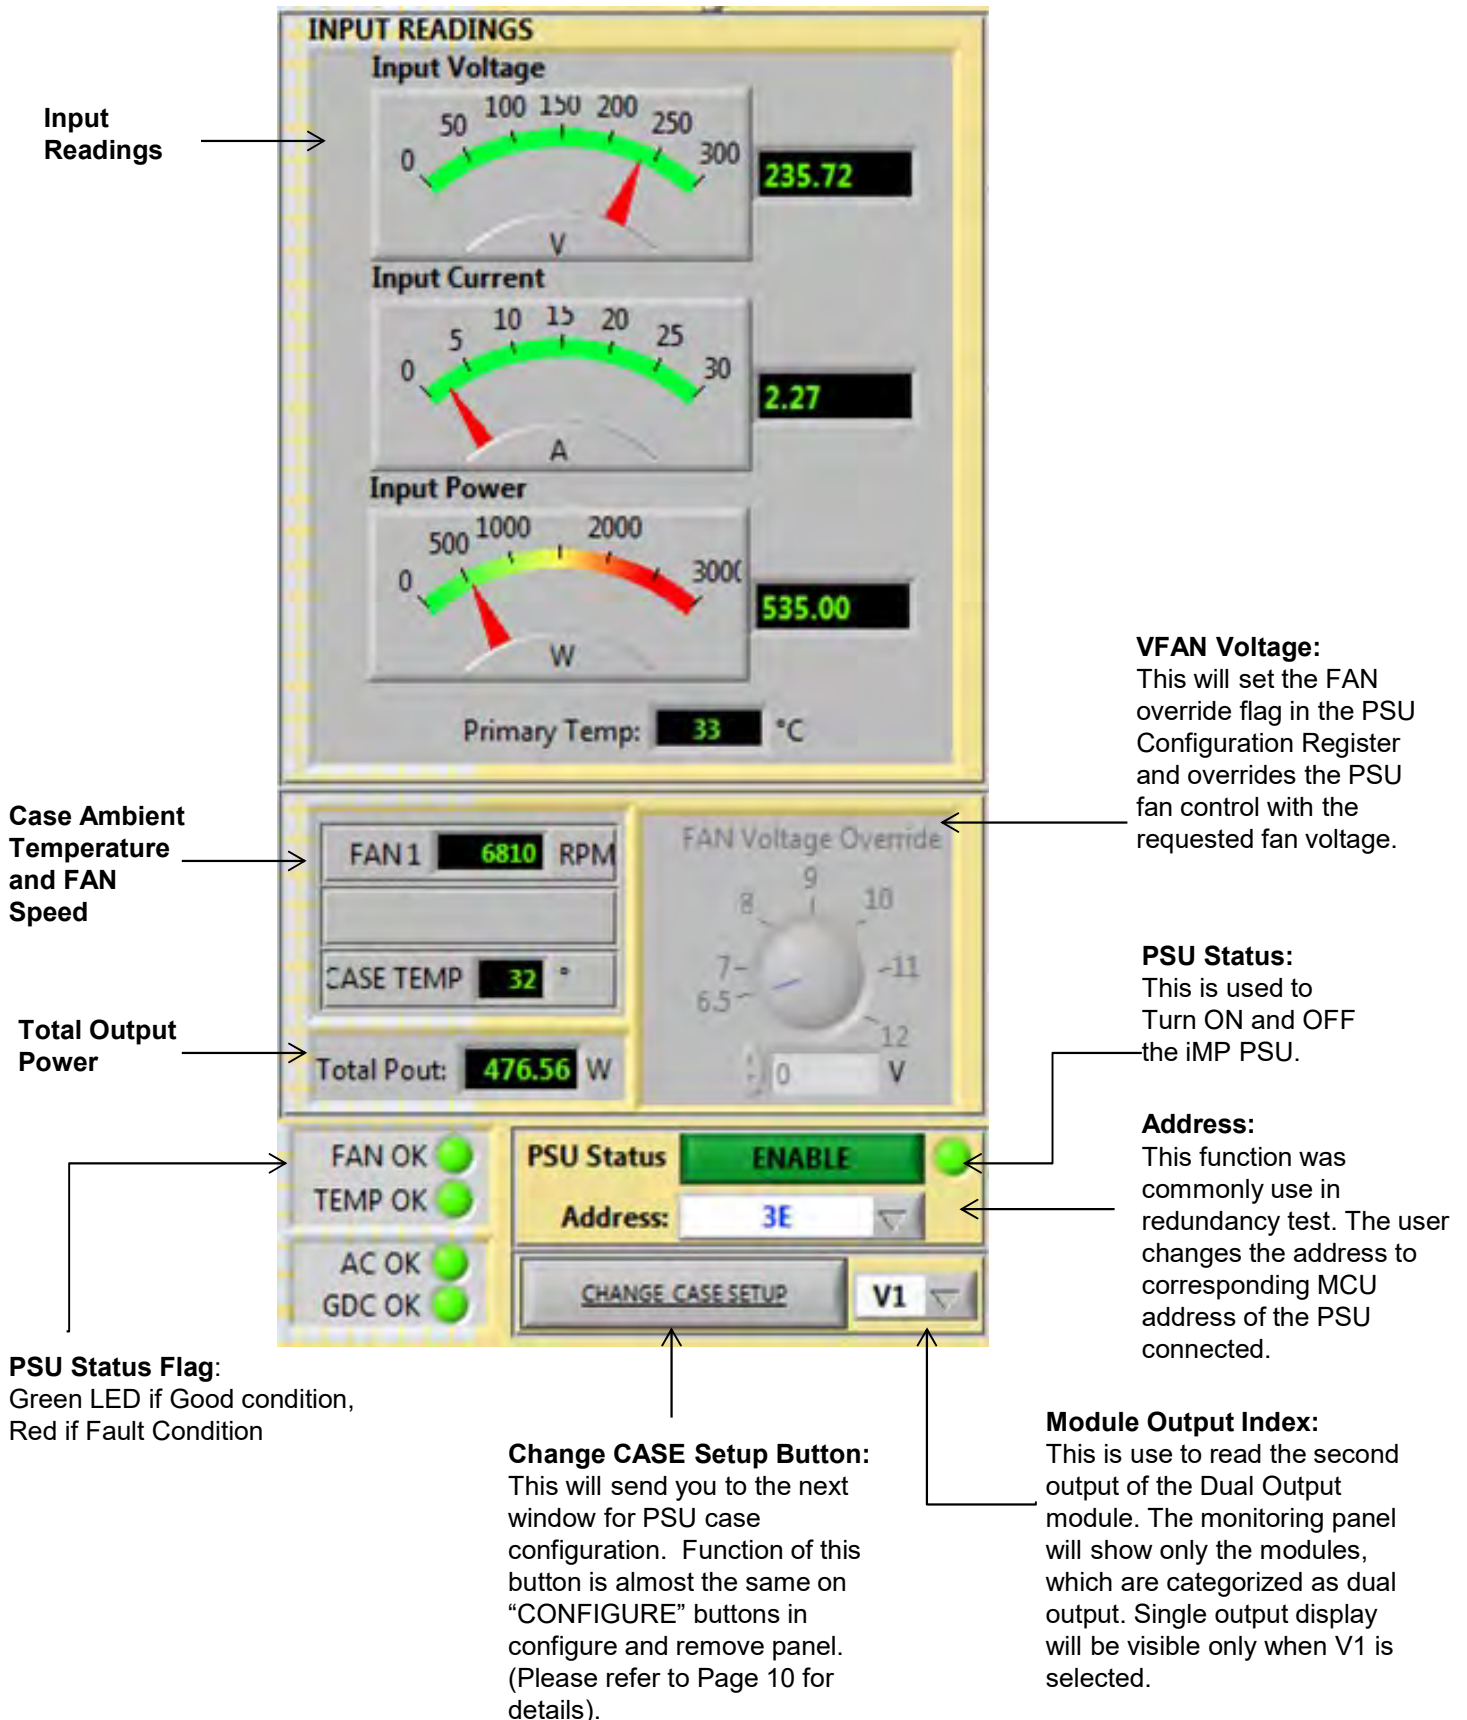 INPUT READINGS
Input Voltage
0 50 100 150 200 250 300
235.72
V
Input
Readings
Input Current
0 5 10 15 20 25 30
2.27
A
Input Power
0 500 1000 2000 3000
535.00
W
Primary Temp: 33 °C
VFAN Voltage:
This will set the FAN
override flag in the PSU
Configuration Register
and overrides the PSU
fan control with the
requested fan voltage.
Case Ambient
Temperature
and FAN
Speed
FAN 1 6810 RPM
CASE TEMP 32 °
FAN Voltage Override
6.5 7 8 9 10 11 12
0 V
Total Output
Power
Total Pout: 476.56 W
PSU Status:
This is used to
Turn ON and OFF
the iMP PSU.
FAN OK
TEMP OK
AC OK
GDC OK
PSU Status ENABLE
Address: 3E
CHANGE CASE SETUP V1
Address:
This function was
commonly use in
redundancy test. The user
changes the address to
corresponding MCU
address of the PSU
connected.
PSU Status Flag:
Green LED if Good condition,
Red if Fault Condition
Change CASE Setup Button:
This will send you to the next
window for PSU case
configuration. Function of this
button is almost the same on
“CONFIGURE” buttons in
configure and remove panel.
(Please refer to Page 10 for
details).
Module Output Index:
This is use to read the second
output of the Dual Output
module. The monitoring panel
will show only the modules,
which are categorized as dual
output. Single output display
will be visible only when V1 is
selected.